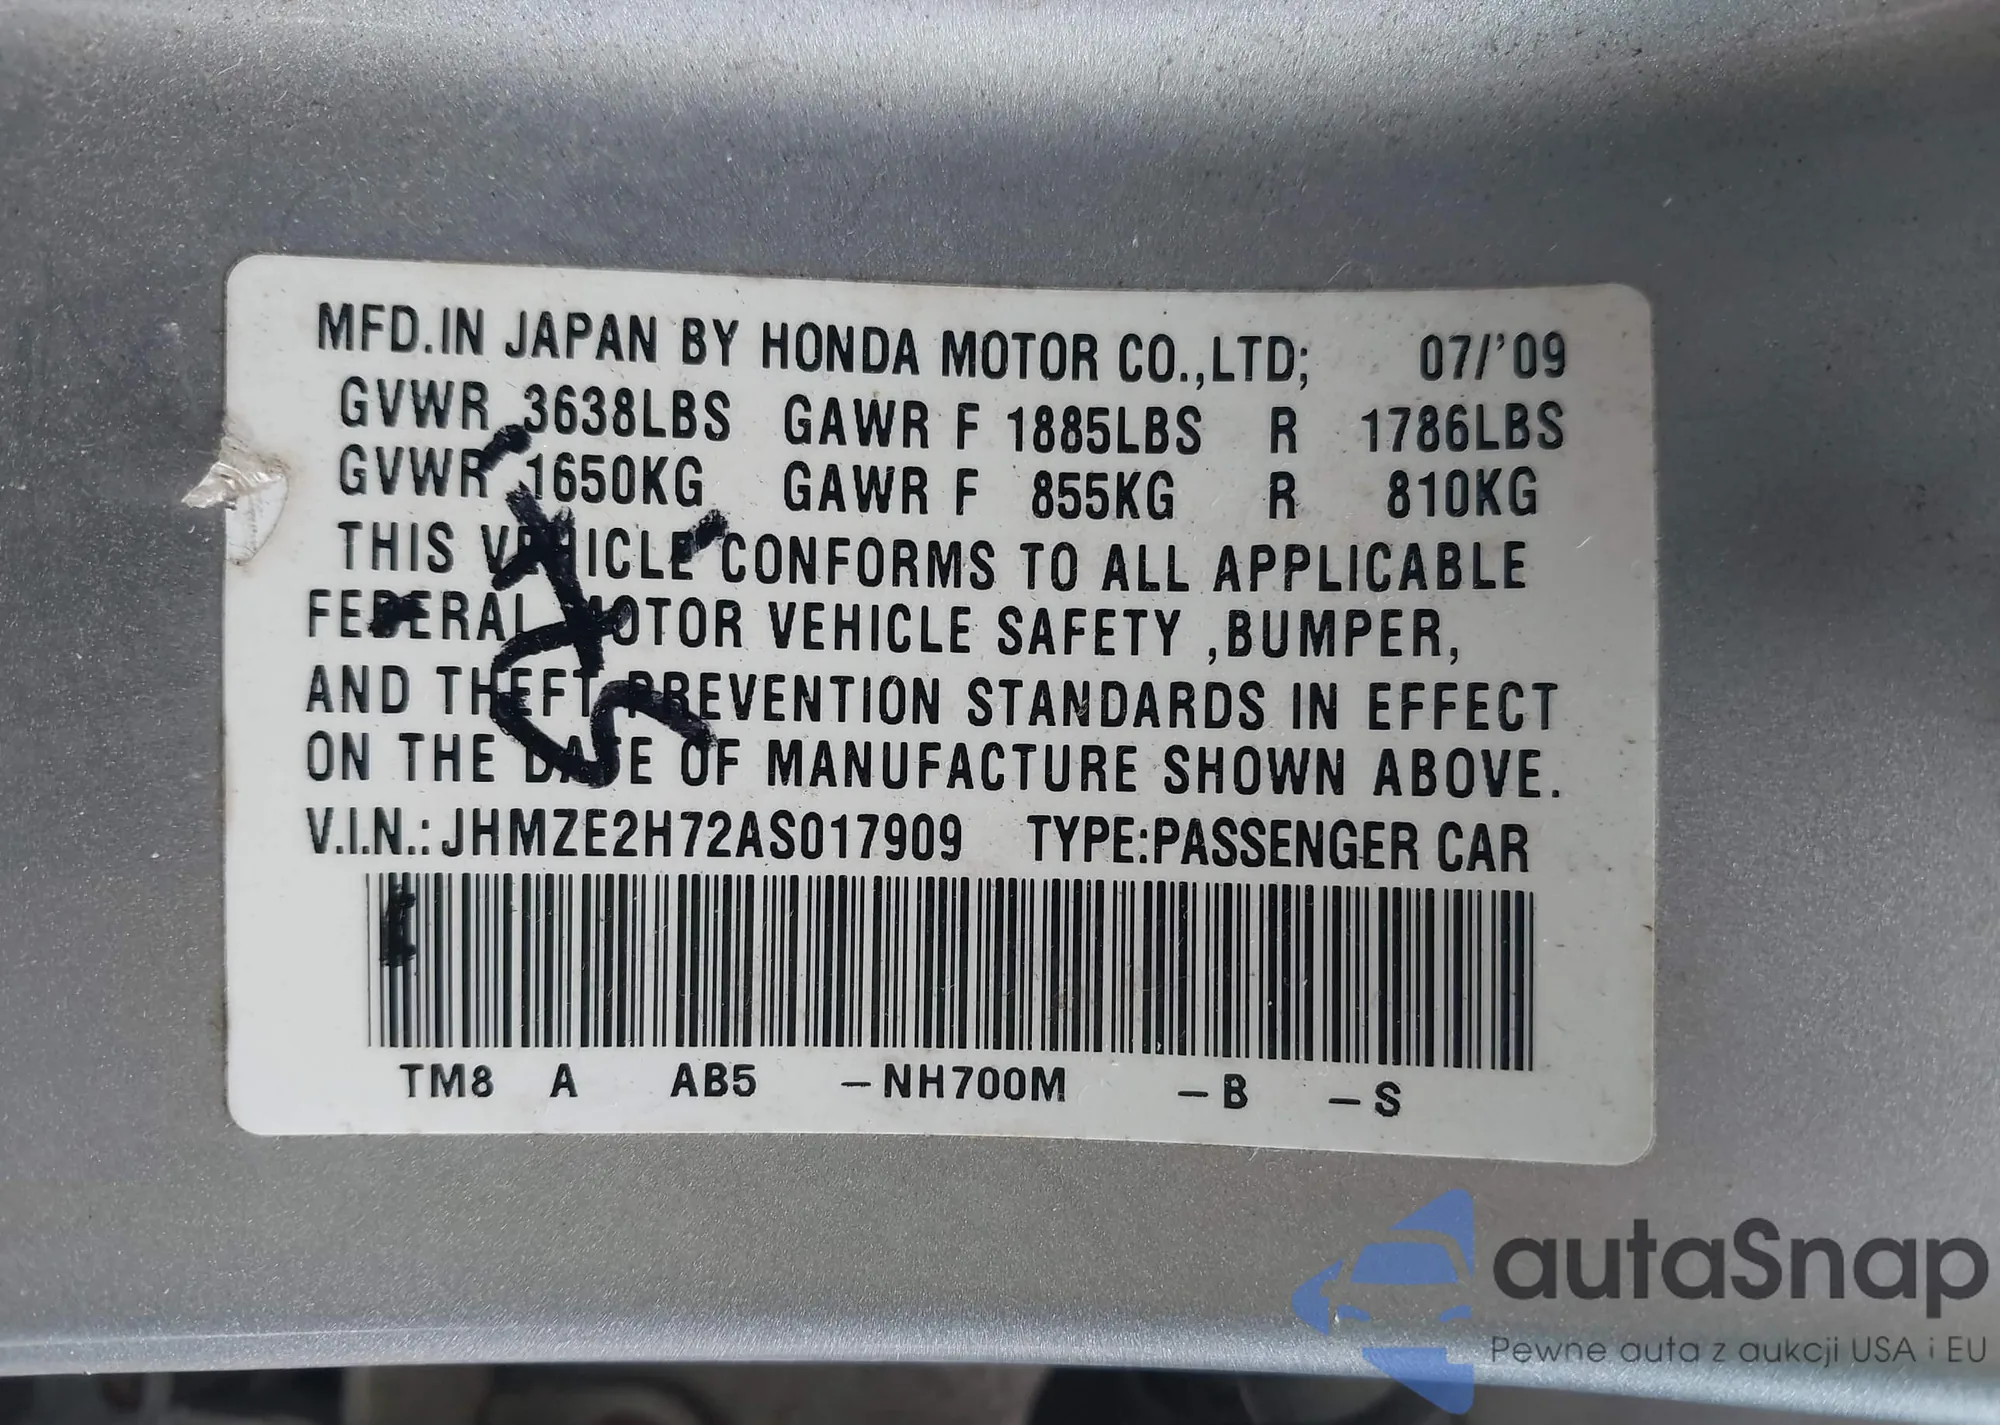 MFD.IN JAPAN BY HONDA MOTOR CO.,LTD; 07/'09
GVWR 3638LBS GAWR F 1885LBS R 1786LBS
GVWR 1650KG GAWR F 855KG R 810KG
THIS VEHICLE CONFORMS TO ALL APPLICABLE
FEDERAL MOTOR VEHICLE SAFETY ,BUMPER,
AND THEFT PREVENTION STANDARDS IN EFFECT
ON THE DATE OF MANUFACTURE SHOWN ABOVE.
V.I.N.: JHMZE2H72AS017909 TYPE:PASSENGER CAR
TM8 A AB5 –NH700M –B –S
autaSnap
Pewne auta z aukcji USA i EU